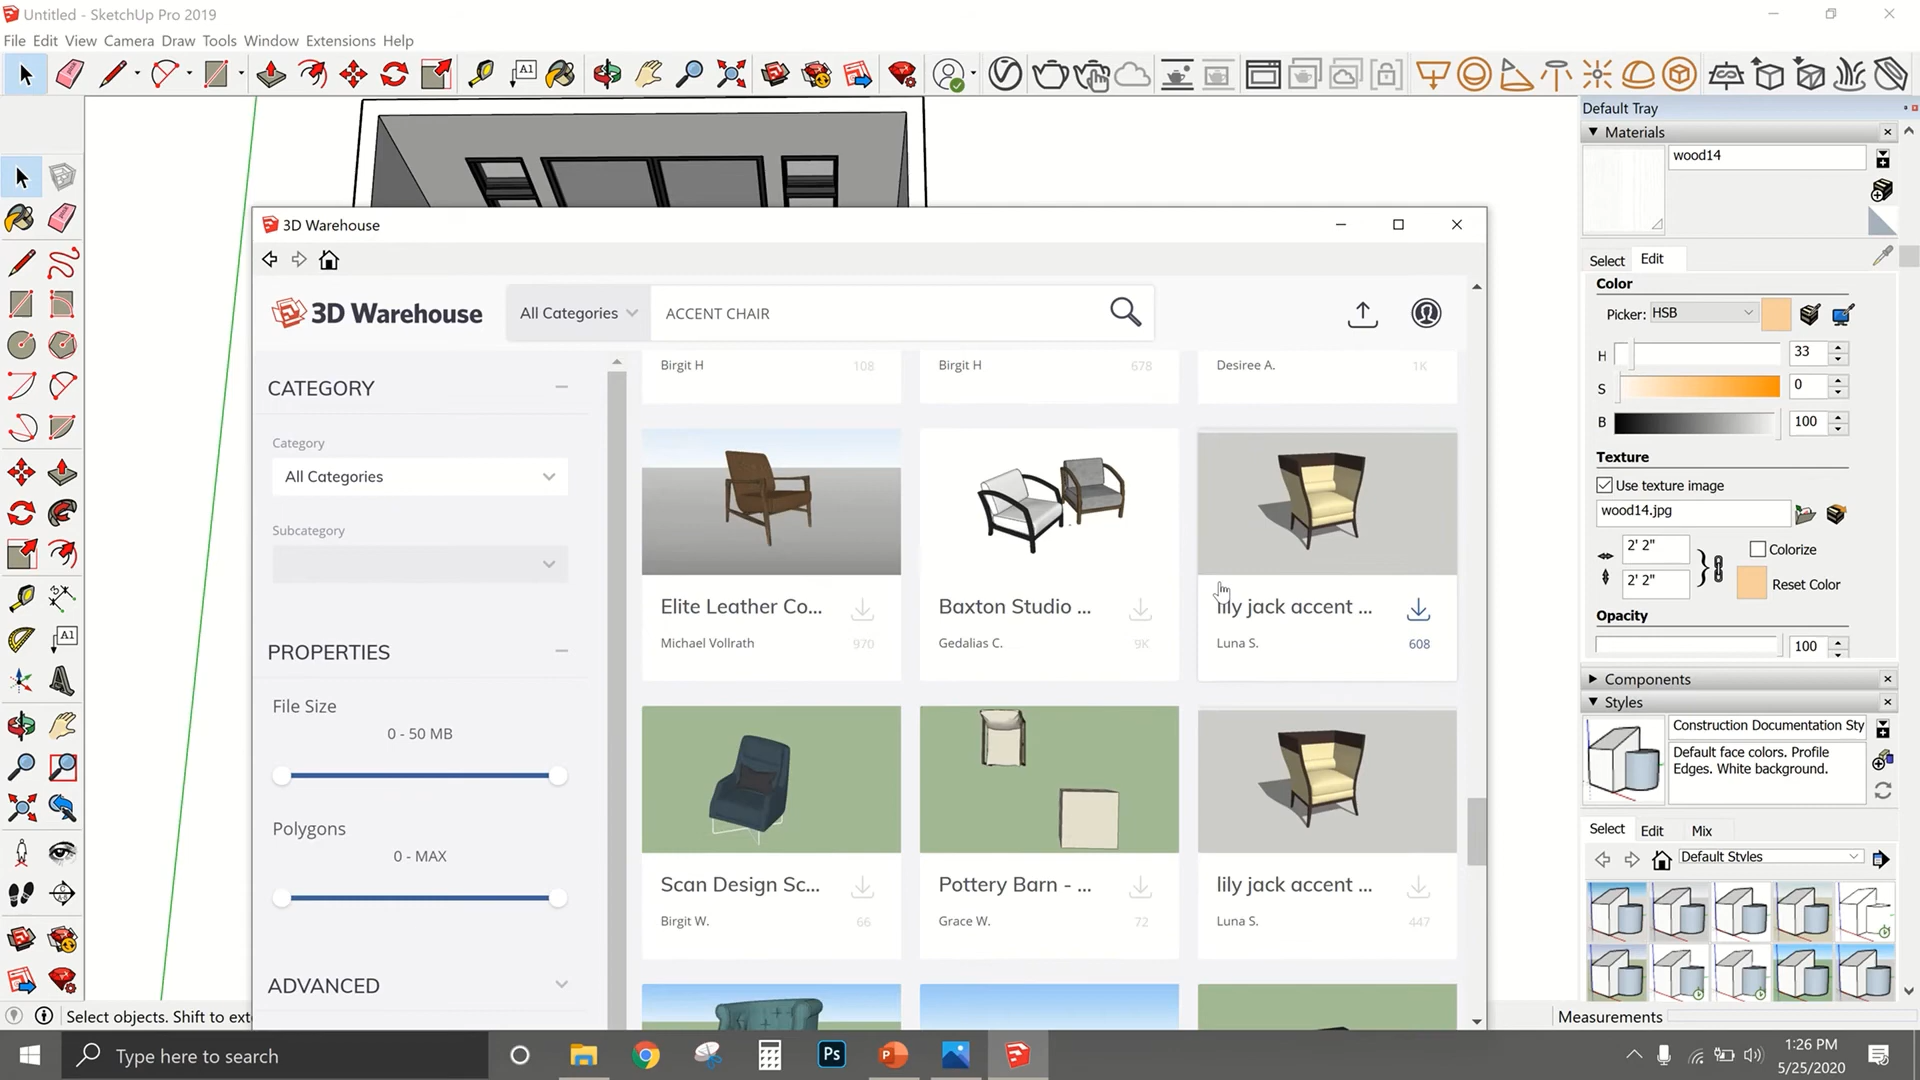 Untitled - SketchUp Pro 2019
File Edit View Camera Draw Tools Window Extensions Help
A1
Default Tray
Materials
wood14
Select Edit
Color
Picker: HSB
H 33
S 0
B 100
Texture
Use texture image
wood14.jpg
2' 2"
Colorize
2' 2"
Reset Color
Opacity
100
Components
Styles
Construction Documentation Sty
Default face colors. Profile
Edges. White background.
Select Edit Mix
Default Styles
A1
3D Warehouse
3D Warehouse
All Categories
ACCENT CHAIR
CATEGORY
Category
All Categories
Subcategory
PROPERTIES
File Size
0 - 50 MB
Polygons
0 - MAX
ADVANCED
Birgit H 108
Birgit H 678
Desiree A. 1K
Elite Leather Co...
Michael Vollrath 970
Baxton Studio ...
Gedalias C. 9K
lily jack accent ...
Luna S. 608
Scan Design Sc...
Birgit W. 66
Pottery Barn - ...
Grace W. 72
lily jack accent ...
Luna S. 447
Select objects. Shift to ext
Measurements
Type here to search
Ps
1:26 PM
5/25/2020